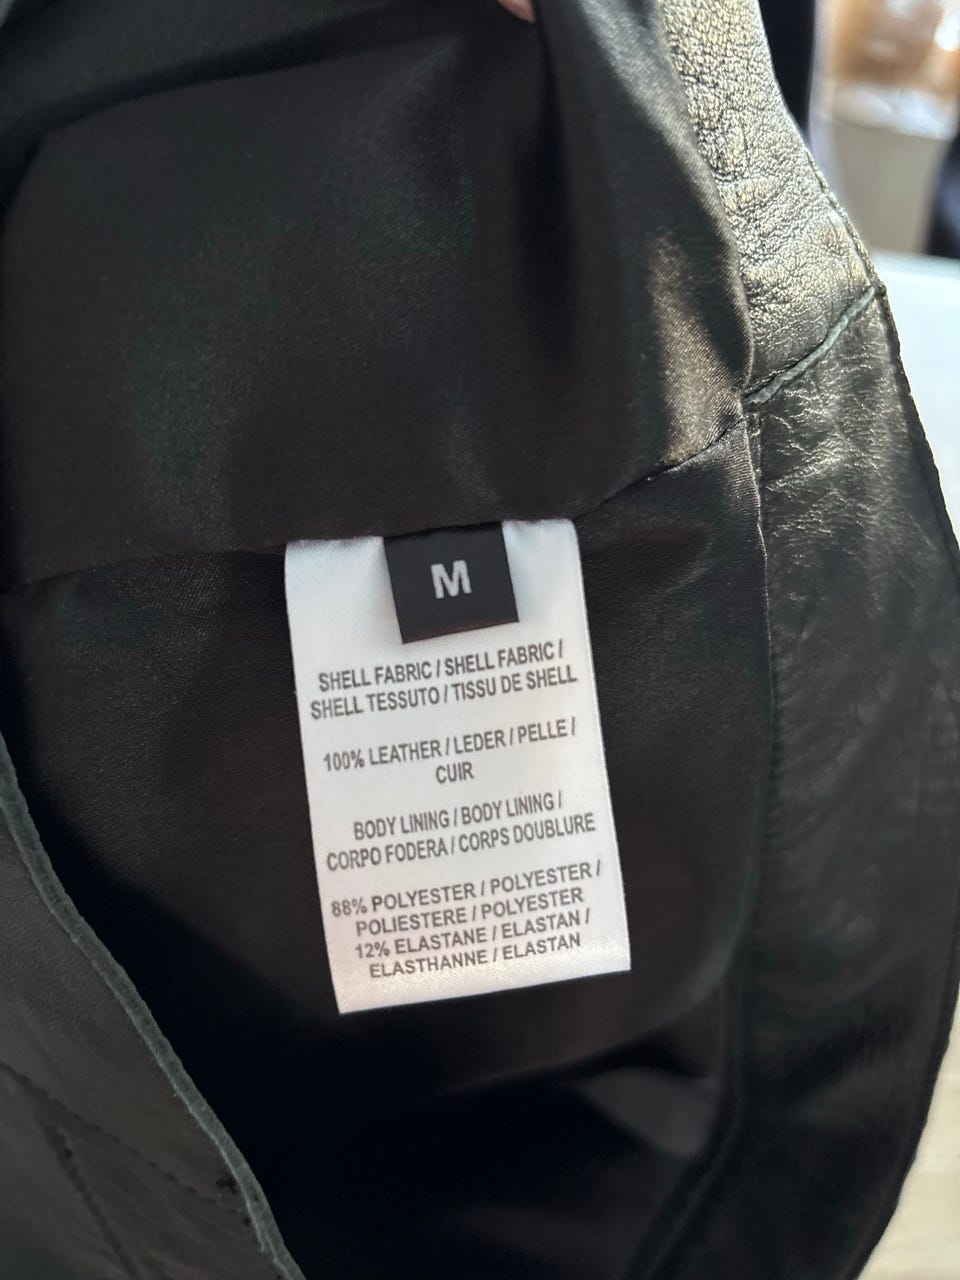 M
SHELL FABRIC / SHELL FABRIC /
SHELL TESSUTO / TISSU DE SHELL
100% LEATHER / LEDER / PELLE /
CUIR
BODY LINING / BODY LINING /
CORPO FODERA / CORPS DOUBLURE
88% POLYESTER / POLYESTER /
POLIESTERE / POLYESTER
12% ELASTANE / ELASTAN /
ELASTHANNE / ELASTAN